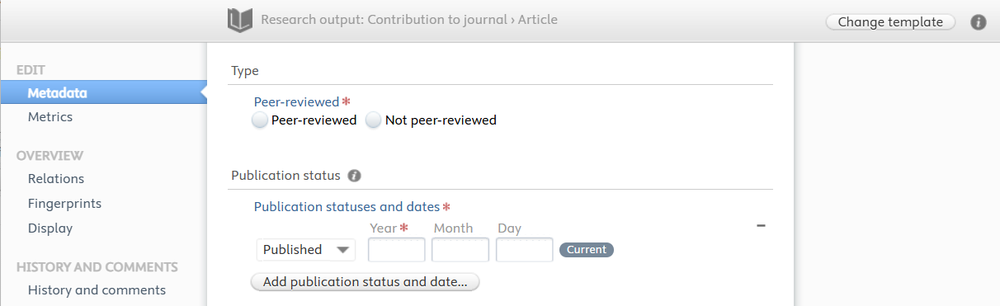 Research output: Contribution to journal › Article
Change template
EDIT
Metadata
Metrics
OVERVIEW
Relations
Fingerprints
Display
HISTORY AND COMMENTS
History and comments
Type
Peer-reviewed *
Peer-reviewed Not peer-reviewed
Publication status
Publication statuses and dates *
Year * Month Day
Published Current
Add publication status and date...